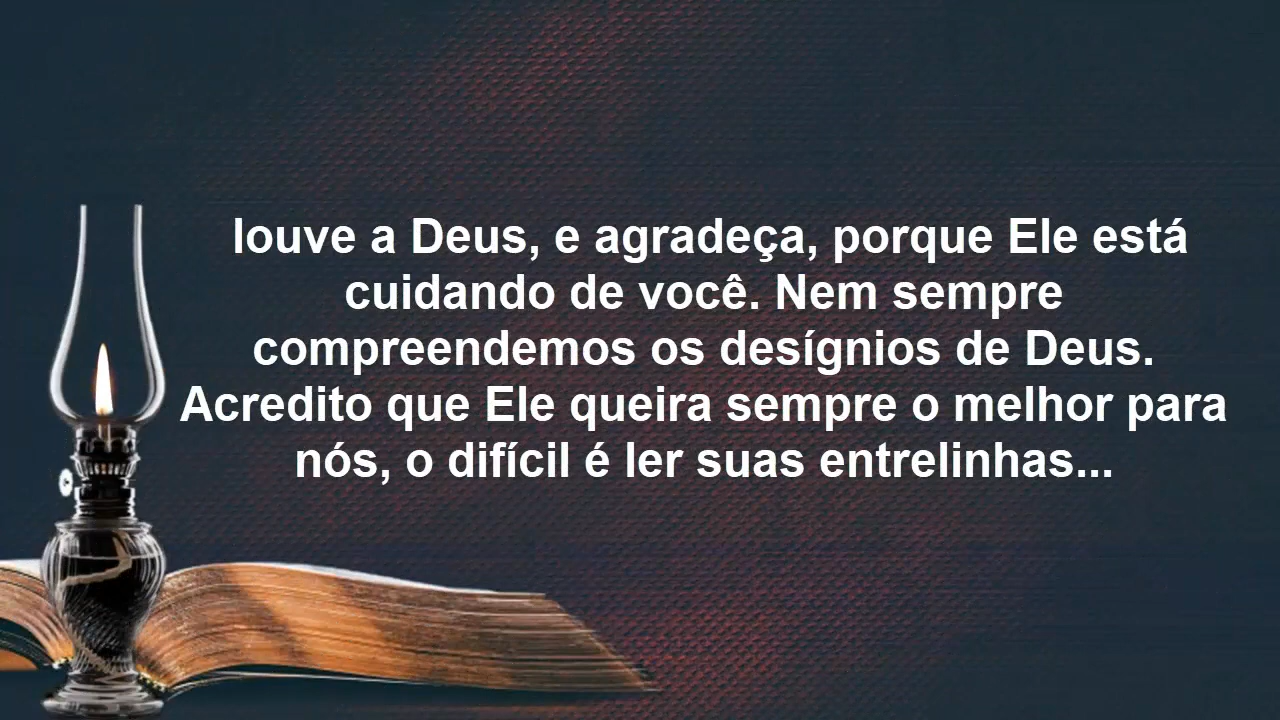 louve a Deus, e agradeça, porque Ele está
cuidando de você. Nem sempre
compreendemos os desígnios de Deus.
Acredito que Ele queira sempre o melhor para
nós, o difícil é ler suas entrelinhas...